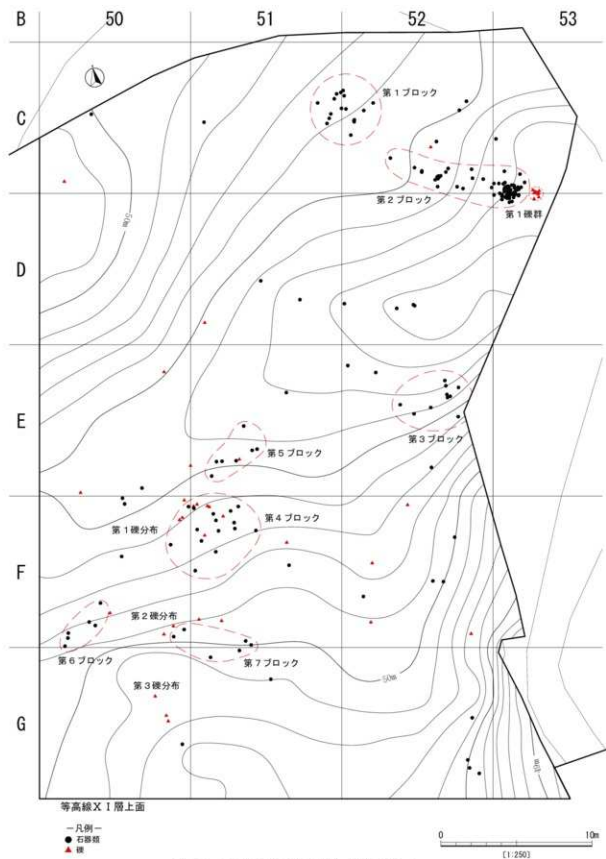 B 50 51 52 53
C
D
E
F
G
第1ブロック
第2ブロック
第1礫群
50m
第3ブロック
第5ブロック
第1礫分布
第4ブロック
第2礫分布
第6ブロック
第7ブロック
第3礫分布
50m
等高線XI層上面
-凡例-
石器類
礫
0 10m
[1:250]